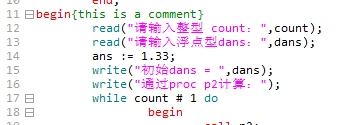 end;
11 begin{this is a comment}
12 read("请输入整型 count：",count);
13 read("请输入浮点型dans：",dans);
14 ans := 1.33;
15 write("初始dans = ",dans);
16 write("通过proc p2计算：");
17 while count # 1 do
18 begin
call p2;